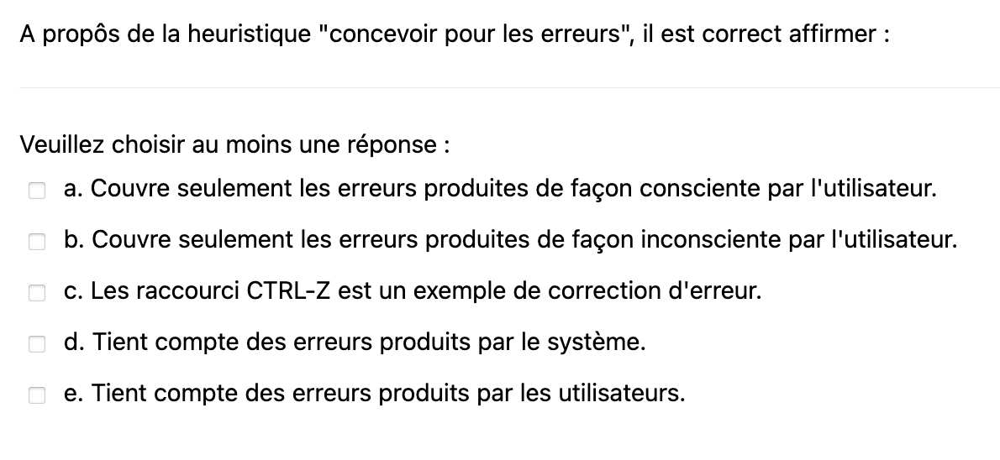 A propôs de la heuristique "concevoir pour les erreurs", il est correct affirmer :
Veuillez choisir au moins une réponse :
a. Couvre seulement les erreurs produites de façon consciente par l'utilisateur.
b. Couvre seulement les erreurs produites de façon inconsciente par l'utilisateur.
c. Les raccourci CTRL-Z est un exemple de correction d'erreur.
d. Tient compte des erreurs produits par le système.
e. Tient compte des erreurs produits par les utilisateurs.